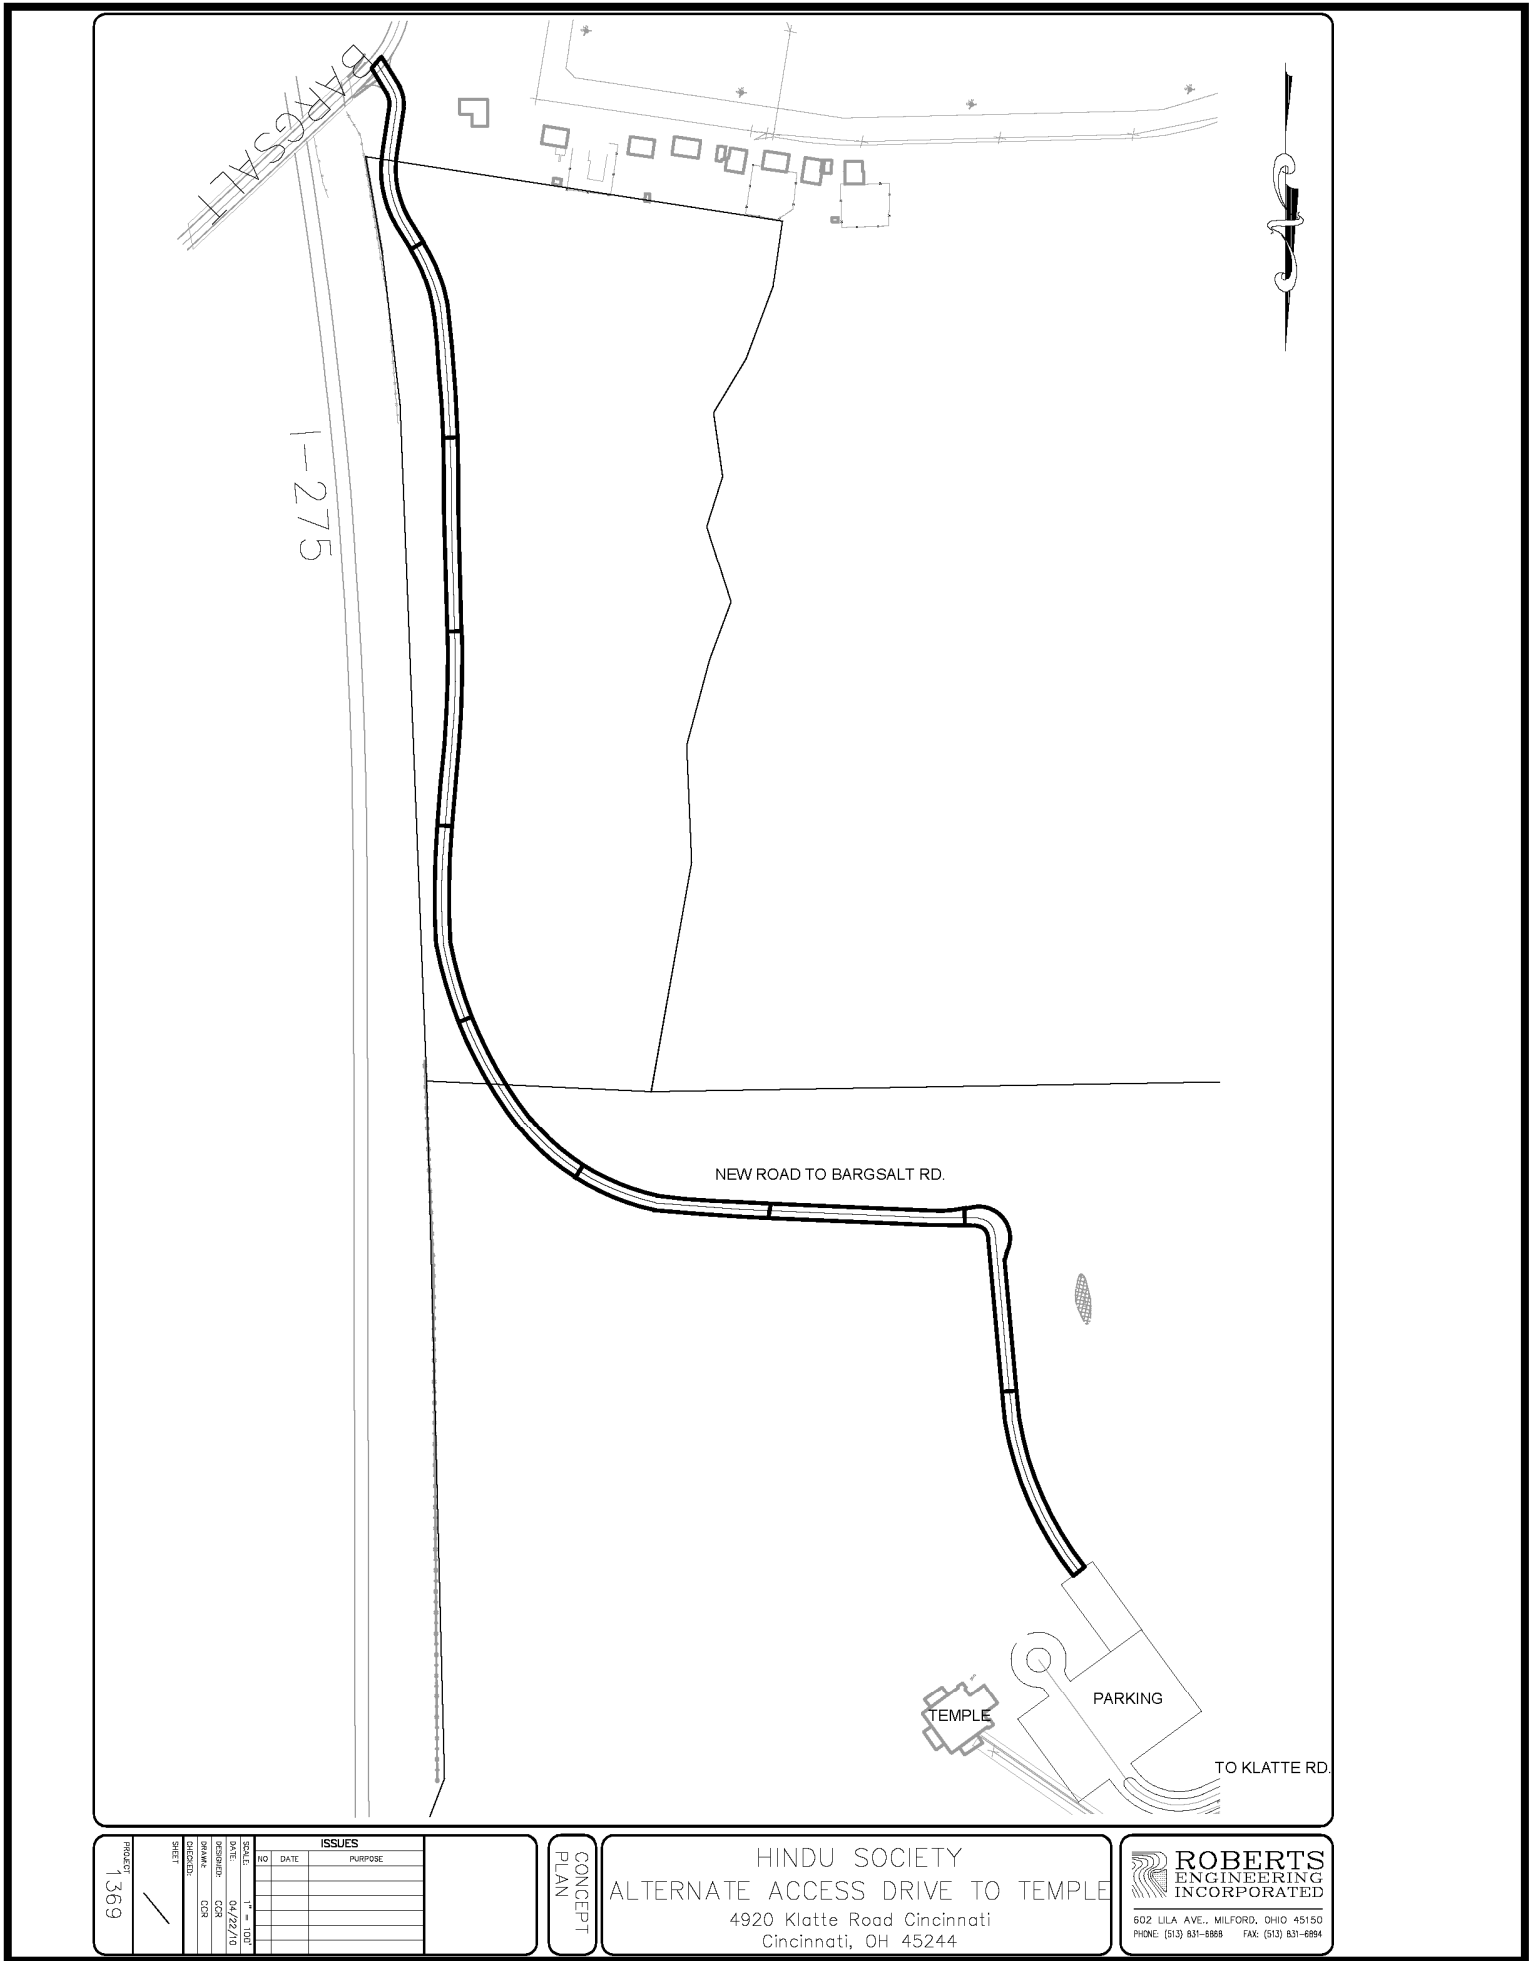 BARGSALT
I-275
NEW ROAD TO BARGSALT RD.
TEMPLE
PARKING
TO KLATTE RD.
PROJECT
1369
SHEET
SCALE: 1" = 100'
DATE: 04/22/10
DESIGNED: CCR
DRAWN: CCR
CHECKED:
ISSUES
NO DATE PURPOSE
CONCEPT
PLAN
HINDU SOCIETY
ALTERNATE ACCESS DRIVE TO TEMPLE
4920 Klatte Road Cincinnati
Cincinnati, OH 45244
ROBERTS
ENGINEERING
INCORPORATED
602 LILA AVE., MILFORD, OHIO 45150
PHONE: (513) 831-8868 FAX: (513) 831-6894